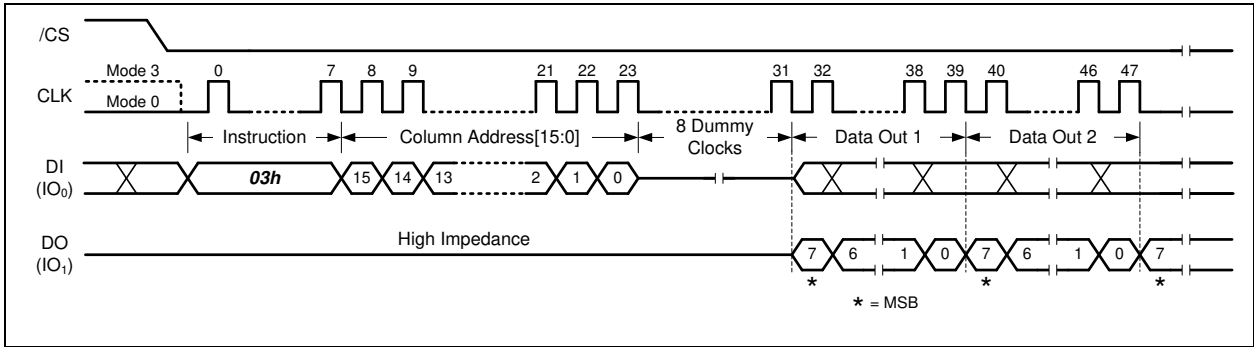 /CS
Mode 3 0 7 8 9 21 22 23 31 32 38 39 40 46 47
CLK
Mode 0
Instruction Column Address[15:0] 8 Dummy Clocks Data Out 1 Data Out 2
DI
(IO₀)
03h 15 14 13 2 1 0
DO
(IO₁)
High Impedance
7 6 1 0 7 6 1 0 7
* * *
* = MSB